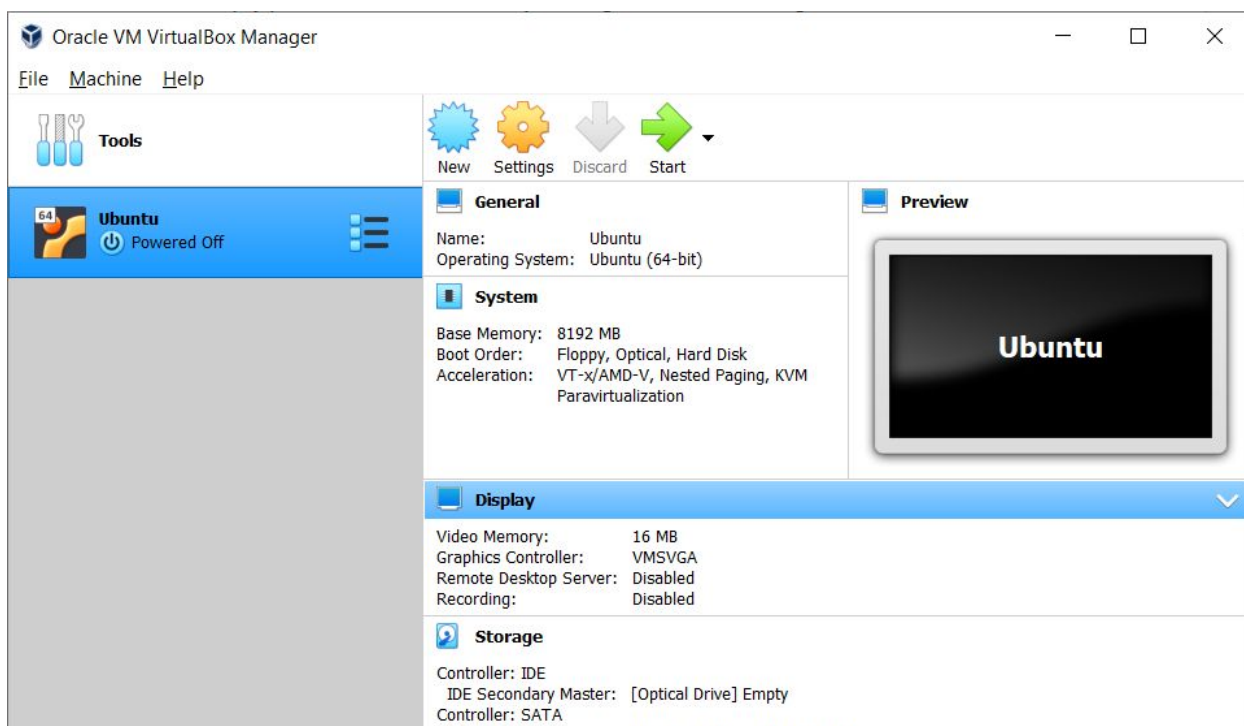 Oracle VM VirtualBox Manager
File Machine Help
Tools
New Settings Discard Start
64
Ubuntu
Powered Off
General
Name: Ubuntu
Operating System: Ubuntu (64-bit)
System
Base Memory: 8192 MB
Boot Order: Floppy, Optical, Hard Disk
Acceleration: VT-x/AMD-V, Nested Paging, KVM
Paravirtualization
Preview
Ubuntu
Display
Video Memory: 16 MB
Graphics Controller: VMSVGA
Remote Desktop Server: Disabled
Recording: Disabled
Storage
Controller: IDE
IDE Secondary Master: [Optical Drive] Empty
Controller: SATA